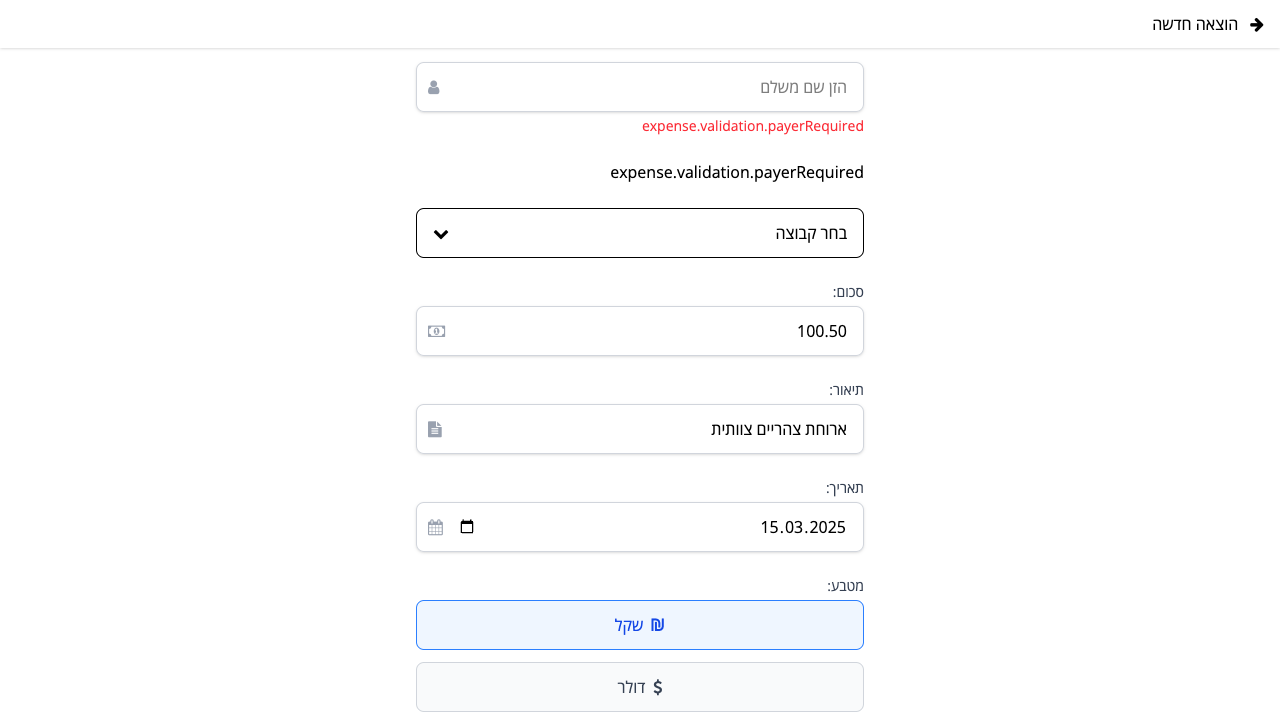 הוצאה חדשה
הזן שם משלם
expense.validation.payerRequired
expense.validation.payerRequired
בחר קבוצה
סכום:
100.50
תיאור:
ארוחת צהריים צוותית
תאריך:
15.03.2025
מטבע:
₪ שקל
$ דולר